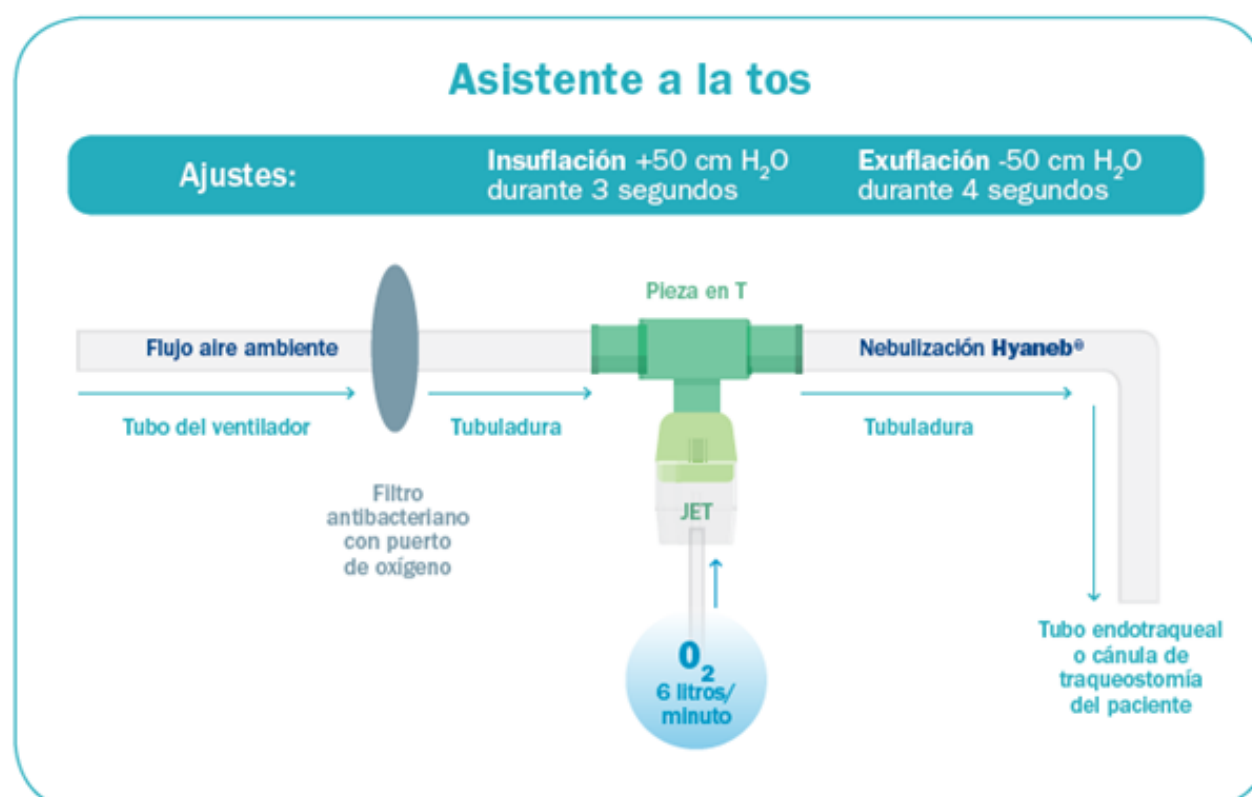 Asistente a la tos
Ajustes:
Insuflación +50 cm H₂O
durante 3 segundos
Exuflación -50 cm H₂O
durante 4 segundos
Pieza en T
Flujo aire ambiente
Nebulización Hyaneb®
Tubo del ventilador
Tubuladura
Tubuladura
Filtro
antibacteriano
con puerto
de oxígeno
JET
O₂
6 litros/
minuto
Tubo endotraqueal
o cánula de
traqueostomía
del paciente